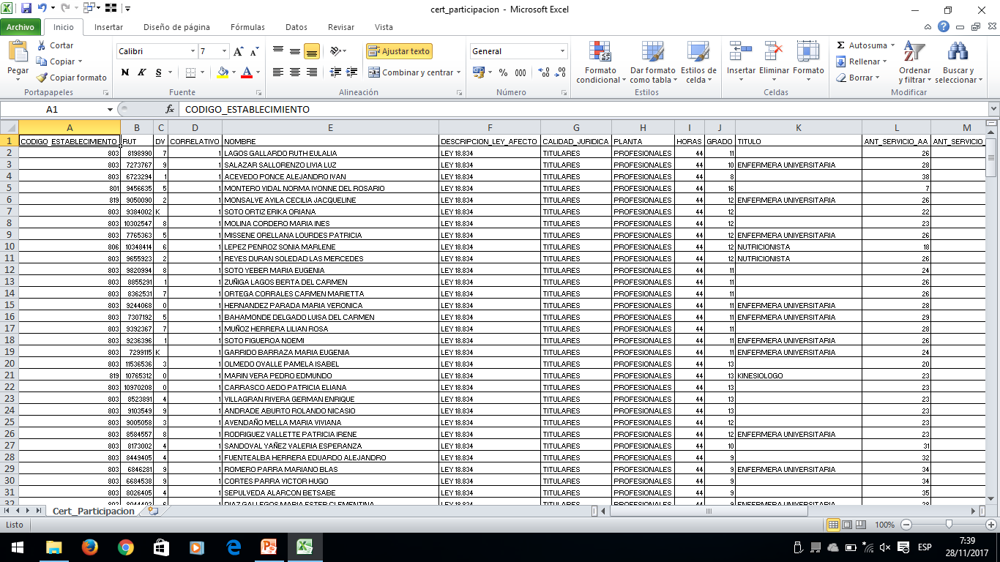 cert_participacion - Microsoft Excel
Archivo Inicio Insertar Diseño de página Fórmulas Datos Revisar Vista
Pegar Cortar Copiar Copiar formato Portapapeles
Calibri 7 N K S Fuente
Ajustar texto Combinar y centrar Alineación
General % 000 Número
Formato condicional Dar formato como tabla Estilos de celda Estilos
Insertar Eliminar Formato Celdas
Autosuma Rellenar Borrar Ordenar y filtrar Buscar y seleccionar Modificar
A1 fx CODIGO_ESTABLECIMIENTO
A B C D E F G H I J K L M
1 CODIGO_ESTABLECIMIENTO RUT DV CORRELATIVO NOMBRE DESCRIPCION_LEY_AFECTO CALIDAD_JURIDICA PLANTA HORAS GRADO TITULO ANT_SERVICIO_AA ANT_SERVICIO_
2 803 8198990 7 1 LAGOS GALLARDO RUTH EULALIA LEY 18.834 TITULARES PROFESIONALES 44 11 26
3 803 7273767 9 1 SALAZAR SALLORENZO LIVIA LUZ LEY 18.834 TITULARES PROFESIONALES 44 10 ENFERMERA UNIVERSITARIA 28
4 803 6723294 1 1 ACEVEDO PONCE ALEJANDRO IVAN LEY 18.834 TITULARES PROFESIONALES 44 8 38
5 801 9456635 5 1 MONTERO VIDAL NORMA IVONNE DEL ROSARIO LEY 18.834 TITULARES PROFESIONALES 44 16 7
6 819 9050090 2 1 MONSALVE AVILA CECILIA JACQUELINE LEY 18.834 TITULARES PROFESIONALES 44 12 ENFERMERA UNIVERSITARIA 26
7 803 9384002 K 1 SOTO ORTIZ ERIKA ORIANA LEY 18.834 TITULARES PROFESIONALES 44 12 22
8 803 10302547 8 1 MOLINA CORDERO MARIA INES LEY 18.834 TITULARES PROFESIONALES 44 12 23
9 803 7765363 5 1 MISSENE ORELLANA LOURDES PATRICIA LEY 18.834 TITULARES PROFESIONALES 44 12 ENFERMERA UNIVERSITARIA 26
10 806 10348414 6 1 LEPEZ PENROZ SONIA MARLENE LEY 18.834 TITULARES PROFESIONALES 44 12 NUTRICIONISTA 18
11 803 9655923 2 1 REYES DURAN SOLEDAD LAS MERCEDES LEY 18.834 TITULARES PROFESIONALES 44 12 NUTRICIONISTA 26
12 803 9820994 8 1 SOTO YEBER MARIA EUGENIA LEY 18.834 TITULARES PROFESIONALES 44 11 24
13 803 8855291 1 1 ZUÑIGA LAGOS BERTA DEL CARMEN LEY 18.834 TITULARES PROFESIONALES 44 11 26
14 803 8362531 7 1 ORTEGA CORRALES CARMEN MARIETTA LEY 18.834 TITULARES PROFESIONALES 44 11 26
15 803 9244068 0 1 HERNANDEZ PARADA MARIA VERONICA LEY 18.834 TITULARES PROFESIONALES 44 11 ENFERMERA UNIVERSITARIA 28
16 803 7307192 5 1 BAHAMONDE DELGADO LUISA DEL CARMEN LEY 18.834 TITULARES PROFESIONALES 44 11 ENFERMERA UNIVERSITARIA 29
17 803 9392367 7 1 MUÑOZ HERRERA LILIAN ROSA LEY 18.834 TITULARES PROFESIONALES 44 11 28
18 803 9236396 1 1 SOTO FIGUEROA NOEMI LEY 18.834 TITULARES PROFESIONALES 44 11 ENFERMERA UNIVERSITARIA 26
19 803 7299115 K 1 GARRIDO BARRAZA MARIA EUGENIA LEY 18.834 TITULARES PROFESIONALES 44 11 ENFERMERA UNIVERSITARIA 24
20 803 11536536 3 1 OLMEDO OVALLE PAMELA ISABEL LEY 18.834 TITULARES PROFESIONALES 44 13 20
21 819 10765312 0 1 MARIN VERA PEDRO EDMUNDO LEY 18.834 TITULARES PROFESIONALES 44 13 KINESIOLOGO 23
22 803 10970208 0 1 CARRASCO AEDO PATRICIA ELIANA LEY 18.834 TITULARES PROFESIONALES 44 13 23
23 803 8523891 4 1 VILLAGRAN RIVERA GERMAN ENRIQUE LEY 18.834 TITULARES PROFESIONALES 44 13 23
24 803 9103549 9 1 ANDRADE ABURTO ROLANDO NICASIO LEY 18.834 TITULARES PROFESIONALES 44 13 23
25 803 9005058 3 1 AVENDAÑO MELLA MARIA VIVIANA LEY 18.834 TITULARES PROFESIONALES 44 12 23
26 803 8584557 8 1 RODRIGUEZ VALLETTE PATRICIA IRENE LEY 18.834 TITULARES PROFESIONALES 44 12 ENFERMERA UNIVERSITARIA 23
27 803 8173002 4 1 SANDOVAL YAÑEZ VALERIA ESPERANZA LEY 18.834 TITULARES PROFESIONALES 44 10 31
28 803 8449405 4 1 FUENTEALBA HERRERA EDUARDO ALEJANDRO LEY 18.834 TITULARES PROFESIONALES 44 9 32
29 803 6846281 9 1 ROMERO PARRA MARIANO BLAS LEY 18.834 TITULARES PROFESIONALES 44 9 ENFERMERA UNIVERSITARIA 34
30 803 6684538 9 1 CORTES PARRA VICTOR HUGO LEY 18.834 TITULARES PROFESIONALES 44 9 34
31 803 8026405 4 1 SEPULVEDA ALARCON BETSABE LEY 18.834 TITULARES PROFESIONALES 44 9 35
Cert_Participacion
Listo 100%
ESP 7:39
28/11/2017